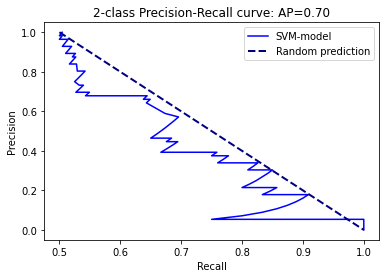 2-class Precision-Recall curve: AP=0.70
SVM-model
Random prediction
Precision
1.0
0.8
0.6
0.4
0.2
0.0
0.5 0.6 0.7 0.8 0.9 1.0
Recall